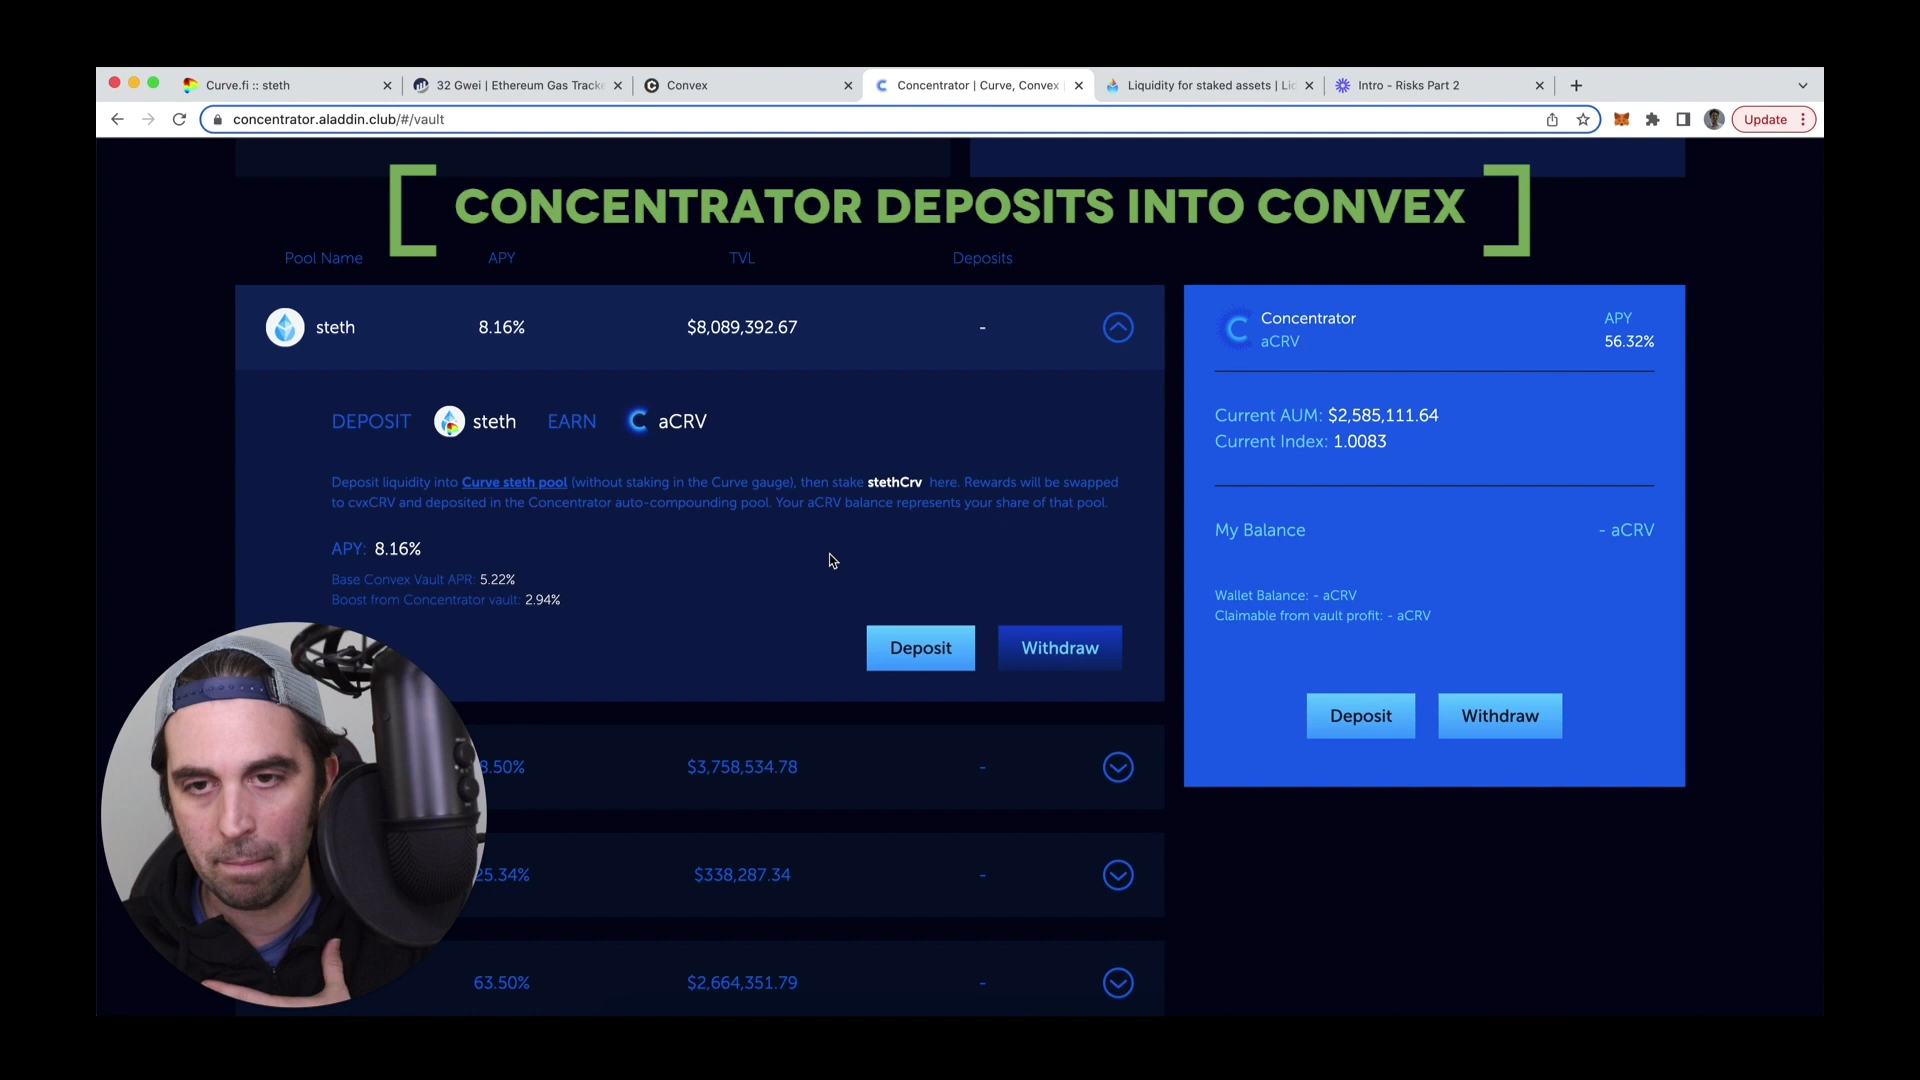 Curve.fi :: steth
32 Gwei | Ethereum Gas Tracke
Convex
Concentrator | Curve, Convex
Liquidity for staked assets | Lid
Intro - Risks Part 2
concentrator.aladdin.club/#/vault
Update
CONCENTRATOR DEPOSITS INTO CONVEX
Pool Name APY TVL Deposits
steth 8.16% $8,089,392.67 -
DEPOSIT steth EARN aCRV
Deposit liquidity into Curve steth pool (without staking in the Curve gauge), then stake stethCrv here. Rewards will be swapped
to cvxCRV and deposited in the Concentrator auto-compounding pool. Your aCRV balance represents your share of that pool.
APY: 8.16%
Base Convex Vault APR: 5.22%
Boost from Concentrator vault: 2.94%
Deposit Withdraw
8.50% $3,758,534.78 -
25.34% $338,287.34 -
63.50% $2,664,351.79 -
Concentrator
aCRV
APY
56.32%
Current AUM: $2,585,111.64
Current Index: 1.0083
My Balance - aCRV
Wallet Balance: - aCRV
Claimable from vault profit: - aCRV
Deposit Withdraw